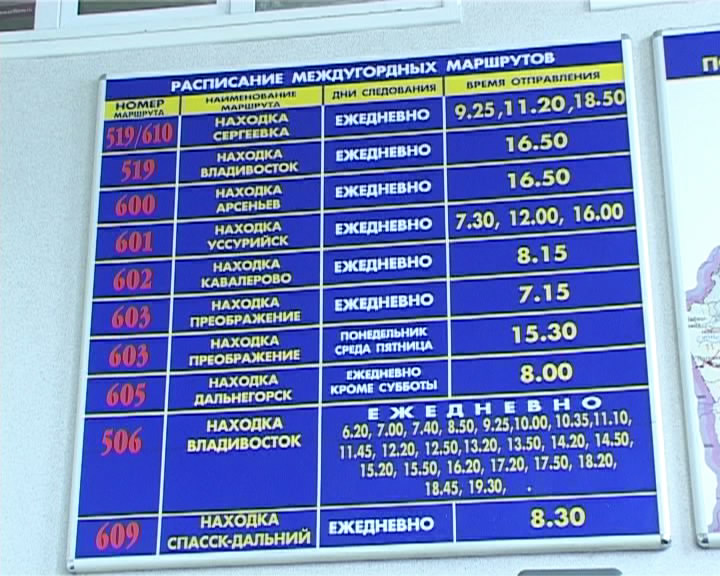 РАСПИСАНИЕ МЕЖДУГОРДНЫХ МАРШРУТОВ
НОМЕР МАРШРУТА НАИМЕНОВАНИЕ МАРШРУТА ДНИ СЛЕДОВАНИЯ ВРЕМЯ ОТПРАВЛЕНИЯ
519/610 НАХОДКА СЕРГЕЕВКА ЕЖЕДНЕВНО 9.25,11.20,18.50
519 НАХОДКА ВЛАДИВОСТОК ЕЖЕДНЕВНО 16.50
600 НАХОДКА АРСЕНЬЕВ ЕЖЕДНЕВНО 16.50
601 НАХОДКА УССУРИЙСК ЕЖЕДНЕВНО 7.30, 12.00, 16.00
602 НАХОДКА КАВАЛЕРОВО ЕЖЕДНЕВНО 8.15
603 НАХОДКА ПРЕОБРАЖЕНИЕ ЕЖЕДНЕВНО 7.15
603 НАХОДКА ПРЕОБРАЖЕНИЕ ПОНЕДЕЛЬНИК СРЕДА ПЯТНИЦА 15.30
605 НАХОДКА ДАЛЬНЕГОРСК ЕЖЕДНЕВНО КРОМЕ СУББОТЫ 8.00
506 НАХОДКА ВЛАДИВОСТОК ЕЖЕДНЕВНО
6.20, 7.00, 7.40, 8.50, 9.25,10.00, 10.35,11.10,
11.45, 12.20, 12.50,13.20, 13.50, 14.20, 14.50,
15.20, 15.50, 16.20, 17.20, 17.50, 18.20,
18.45, 19.30, .
609 НАХОДКА СПАССК-ДАЛЬНИЙ ЕЖЕДНЕВНО 8.30